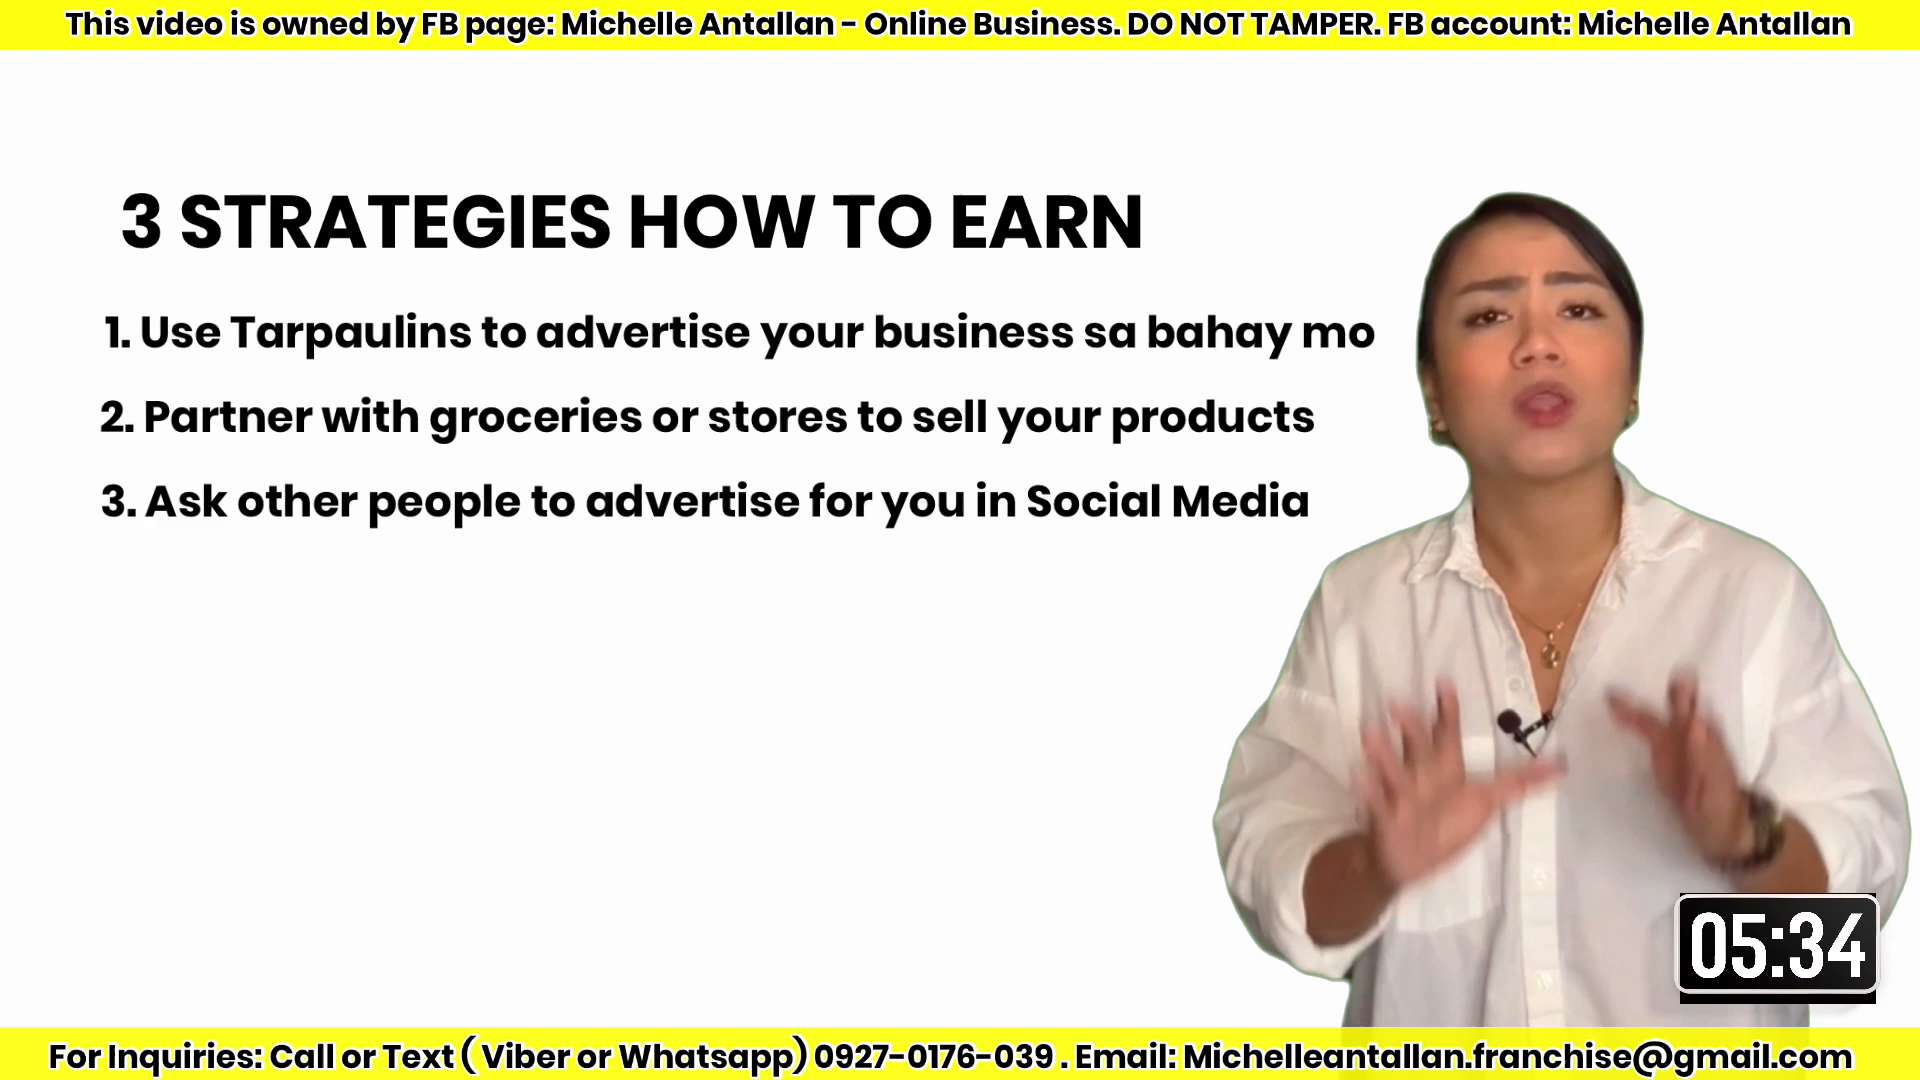 This video is owned by FB page: Michelle Antallan - Online Business. DO NOT TAMPER. FB account: Michelle Antallan
3 STRATEGIES HOW TO EARN
1. Use Tarpaulins to advertise your business sa bahay mo
2. Partner with groceries or stores to sell your products
3. Ask other people to advertise for you in Social Media
05:34
For Inquiries: Call or Text ( Viber or Whatsapp) 0927-0176-039 . Email: Michelleantallan.franchise@gmail.com